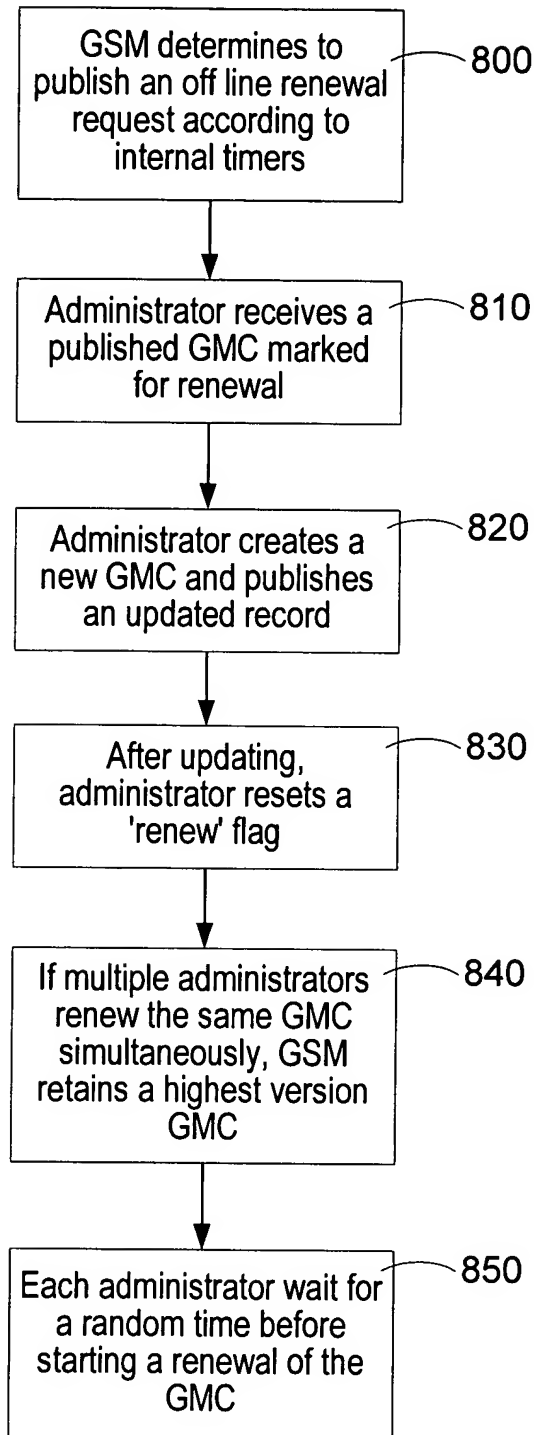 GSM determines to
publish an off line renewal
request according to
internal timers
800
Administrator receives a
published GMC marked
for renewal
810
Administrator creates a
new GMC and publishes
an updated record
820
After updating,
administrator resets a
'renew' flag
830
If multiple administrators
renew the same GMC
simultaneously, GSM
retains a highest version
GMC
840
Each administrator wait for
a random time before
starting a renewal of the
GMC
850